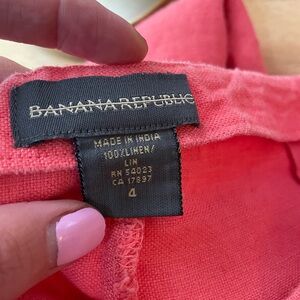 BANANA REPUBLIC
MADE IN INDIA
100%LINEN/
LIN
RN 54023
CA 17897
4